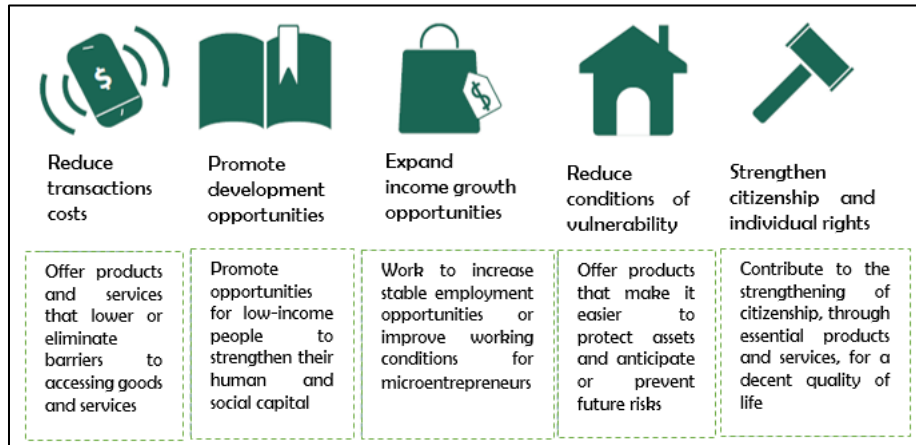 $
$
Reduce
transactions
costs
Promote
development
opportunities
Expand
income growth
opportunities
Reduce
conditions of
vulnerability
Strengthen
citizenship and
individual rights
Offer products
and services
that lower or
eliminate
barriers to
accessing goods
and services
Promote
opportunities
for low-income
people to
strengthen their
human and
social capital
Work to increase
stable employment
opportunities or
improve working
conditions for
microentrepreneurs
Offer products
that make it
easier to
protect assets
and anticipate
or prevent
future risks
Contribute to the
strengthening of
citizenship, through
essential products
and services, for a
decent quality of
life